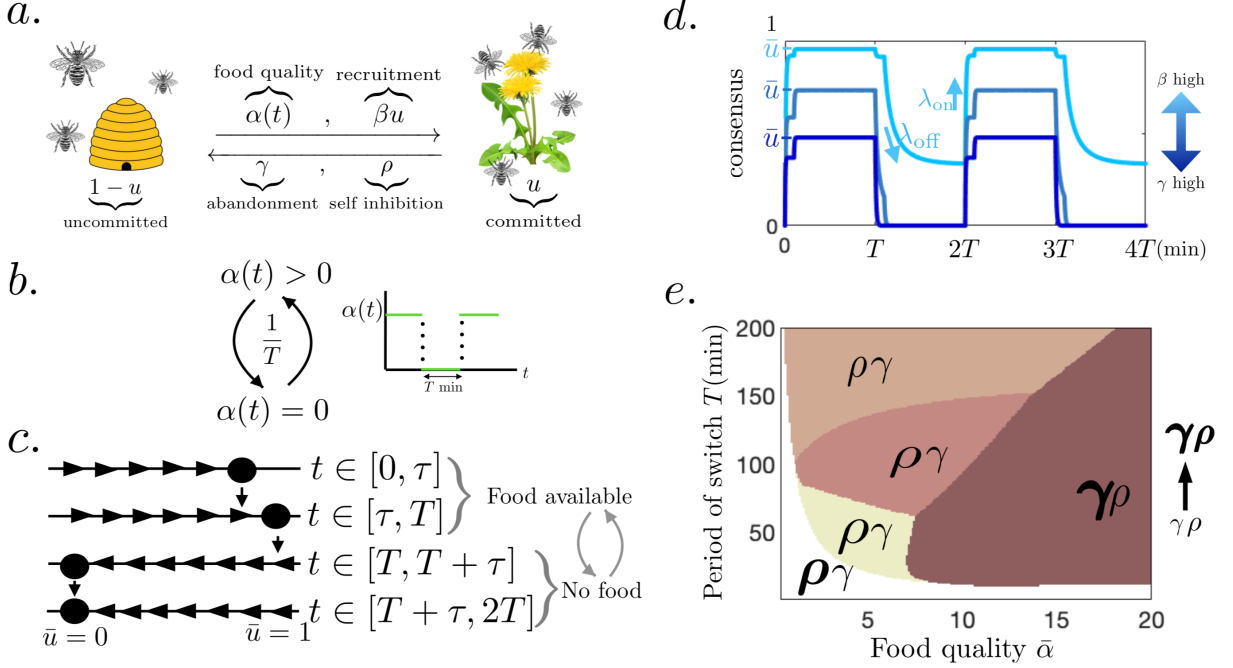 a.
food quality
recruitment
α(t) , βu
γ , ρ
abandonment
self inhibition
1 − u
uncommitted
u
committed
b.
α(t) > 0
1
T
α(t) = 0
α(t)
T min
t
c.
t ∈ [0, τ]
t ∈ [τ, T]
t ∈ [T, T + τ]
t ∈ [T + τ, 2T]
ū = 0
ū = 1
Food available
No food
d.
consensus
1
ū
ū
ū
0
λon
λoff
0 T 2T 3T 4T(min)
β high
γ high
e.
Period of switch T(min)
200
150
100
50
ργ
ργ
ργ
ργ
γρ
5 10 15 20
Food quality ᾱ
γρ
γρ